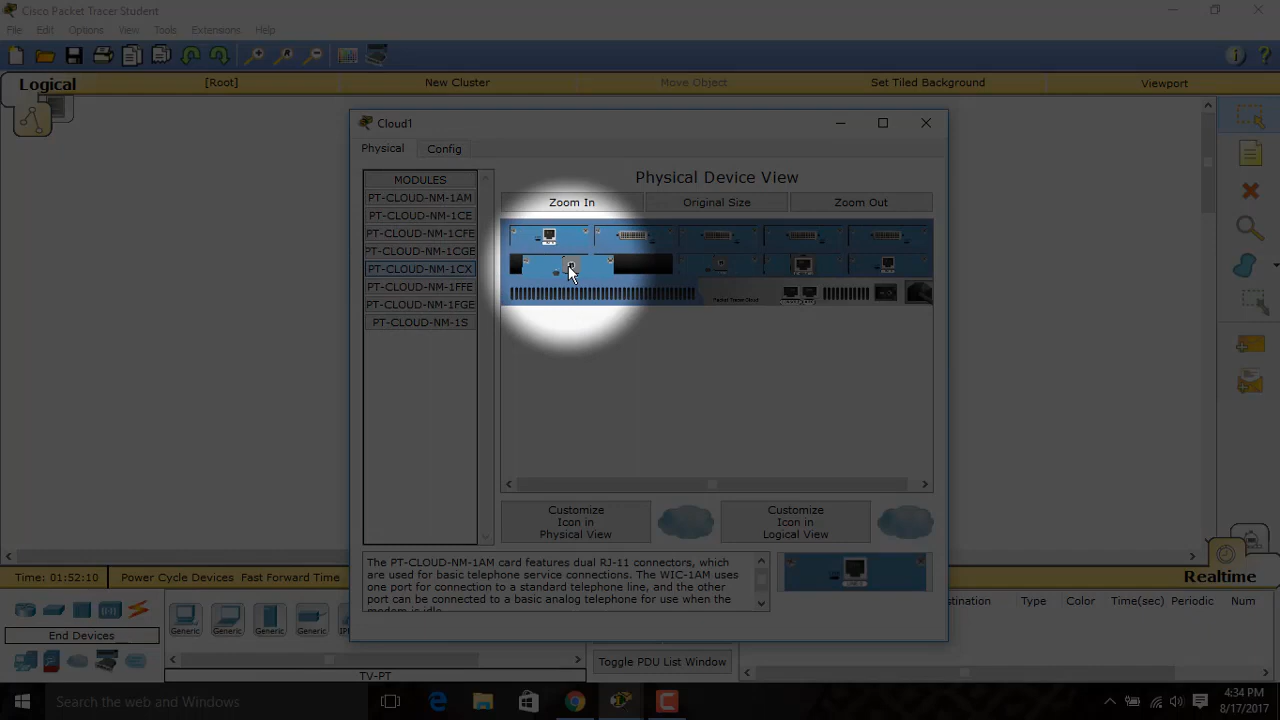 Cisco Packet Tracer Student
File Edit Options View Tools Extensions Help
Logical [Root] New Cluster Move Object Set Tiled Background Viewport
Cloud1
Physical Config
MODULES
PT-CLOUD-NM-1AM
PT-CLOUD-NM-1CE
PT-CLOUD-NM-1CFE
PT-CLOUD-NM-1CGE
PT-CLOUD-NM-1CX
PT-CLOUD-NM-1FFE
PT-CLOUD-NM-1FGE
PT-CLOUD-NM-1S
Physical Device View
Zoom In Original Size Zoom Out
Packet Tracer Cloud
Customize
Icon in
Physical View
Customize
Icon in
Logical View
The PT-CLOUD-NM-1AM card features dual RJ-11 connectors, which
are used for basic telephone service connections. The WIC-1AM uses
one port for connection to a standard telephone line, and the other
port can be connected to a basic analog telephone for use when the
modem is idle.
Time: 01:52:10 Power Cycle Devices Fast Forward Time Realtime
End Devices
Generic Generic Generic Generic
TV-PT
Toggle PDU List Window
stination Type Color Time(sec) Periodic Num
Search the web and Windows
4:34 PM
8/17/2017